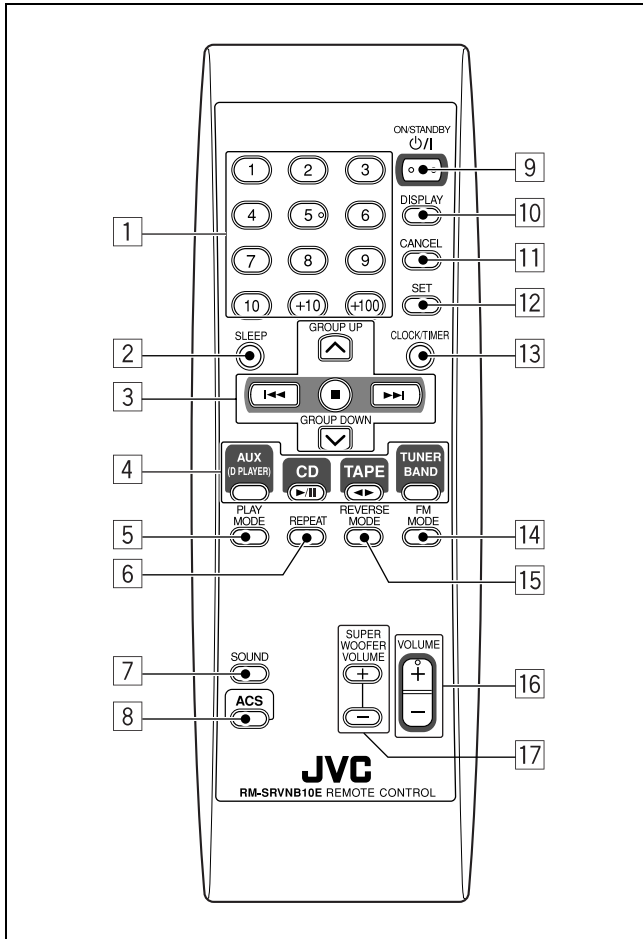 ON/STANDBY
⏻/I
1 2 3
9
DISPLAY
10
1
4 5 6
CANCEL
11
7 8 9
SET
12
10 +10 +100
SLEEP
GROUP UP
CLOCK/TIMER
2
13
3
GROUP DOWN
4
AUX
(D PLAYER)
CD
TAPE
TUNER
BAND
PLAY
MODE
REPEAT
REVERSE
MODE
FM
MODE
5
6
14
15
SUPER
WOOFER
VOLUME
VOLUME
+
+
−
−
16
17
SOUND
7
ACS
8
JVC
RM-SRVNB10E REMOTE CONTROL